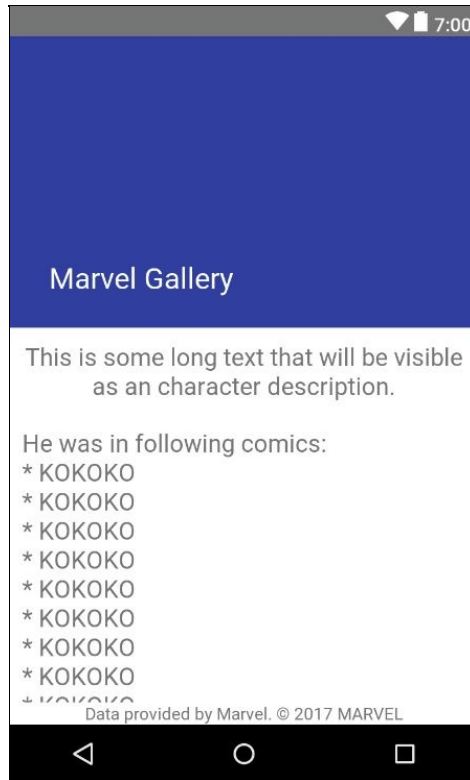 7:00
Marvel Gallery
This is some long text that will be visible
as an character description.
He was in following comics:
* KOKOKO
* KOKOKO
* KOKOKO
* KOKOKO
* KOKOKO
* KOKOKO
* KOKOKO
* KOKOKO
* KOKOKO
Data provided by Marvel. © 2017 MARVEL